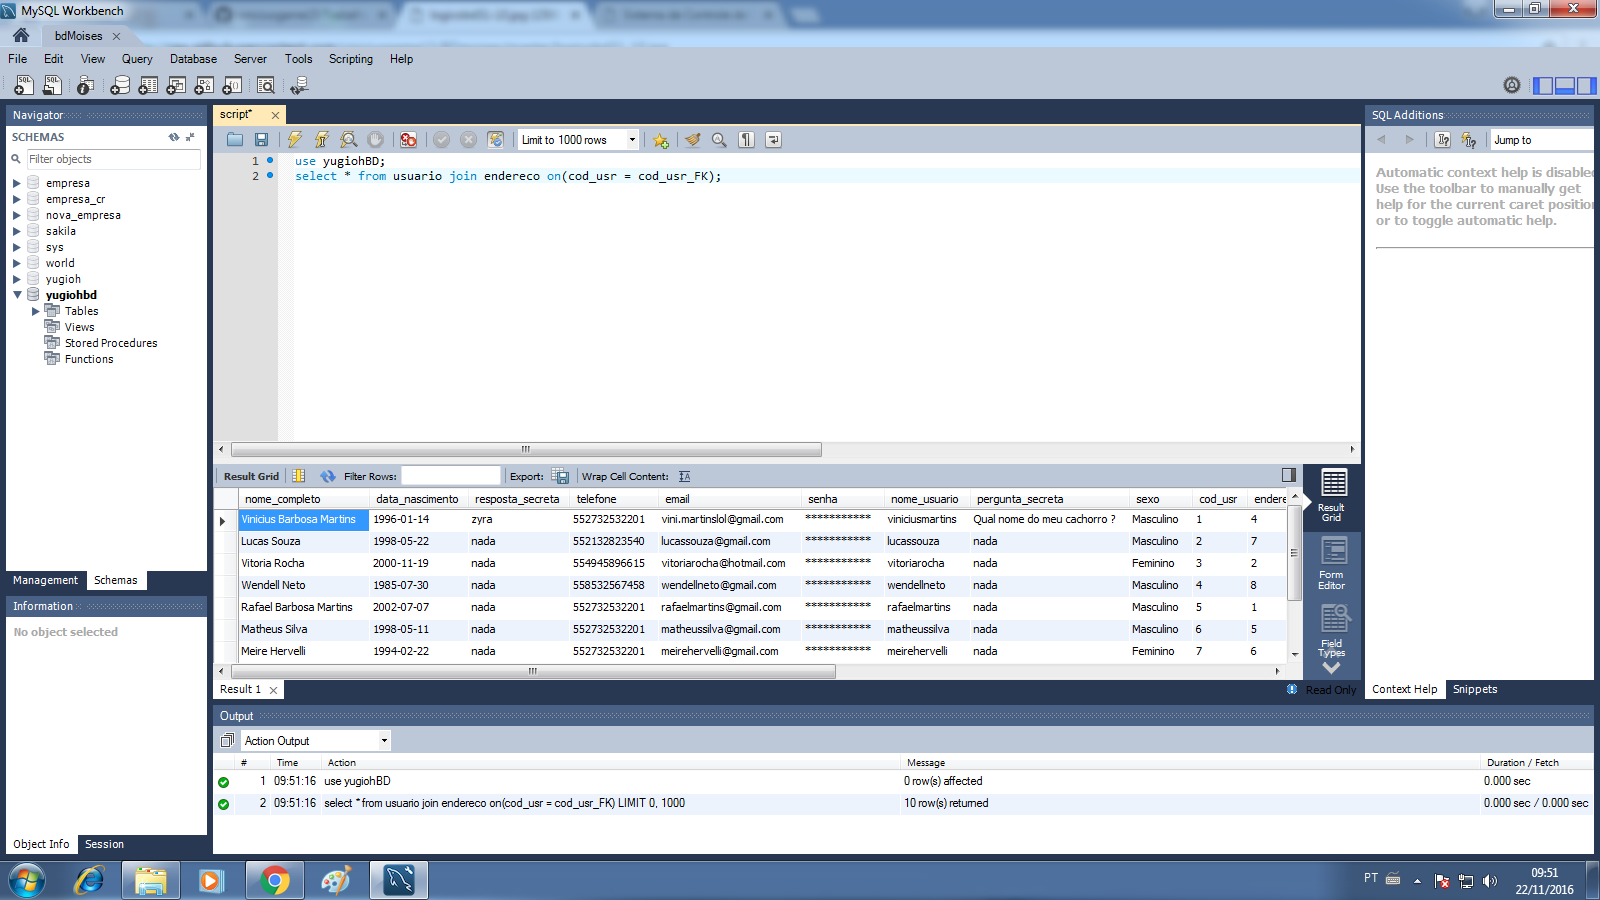 MySQL Workbench
bdMoises
File Edit View Query Database Server Tools Scripting Help
Navigator
SCHEMAS
Filter objects
empresa
empresa_cr
nova_empresa
sakila
sys
world
yugioh
yugiohbd
Tables
Views
Stored Procedures
Functions
Management Schemas
Information
No object selected
Object Info Session
script*
Limit to 1000 rows
1 use yugiohBD;
2 select * from usuario join endereco on(cod_usr = cod_usr_FK);
Result Grid Filter Rows: Export: Wrap Cell Content:
nome_completo data_nascimento resposta_secreta telefone email senha nome_usuario pergunta_secreta sexo cod_usr endere
Vinicius Barbosa Martins 1996-01-14 zyra 552732532201 vini.martinslol@gmail.com *********** viniciusmartins Qual nome do meu cachorro ? Masculino 1 4
Lucas Souza 1998-05-22 nada 552132823540 lucassouza@gmail.com *********** lucassouza nada Masculino 2 7
Vitoria Rocha 2000-11-19 nada 554945896615 vitoriarocha@hotmail.com *********** vitoriarocha nada Feminino 3 2
Wendell Neto 1985-07-30 nada 558532567458 wendellneto@gmail.com *********** wendellneto nada Masculino 4 8
Rafael Barbosa Martins 2002-07-07 nada 552732532201 rafaelmartins@gmail.com *********** rafaelmartins nada Masculino 5 1
Matheus Silva 1998-05-11 nada 552732532201 matheussilva@gmail.com *********** matheussilva nada Masculino 6 5
Meire Hervelli 1994-02-22 nada 552732532201 meirehervelli@gmail.com *********** meirehervelli nada Feminino 7 6
Result Grid
Form Editor
Field Types
Result 1
Read Only
SQL Additions
Jump to
Automatic context help is disabled
Use the toolbar to manually get
help for the current caret position
or to toggle automatic help.
Context Help Snippets
Output
Action Output
# Time Action Message Duration / Fetch
1 09:51:16 use yugiohBD 0 row(s) affected 0.000 sec
2 09:51:16 select * from usuario join endereco on(cod_usr = cod_usr_FK) LIMIT 0, 1000 10 row(s) returned 0.000 sec / 0.000 sec
PT
09:51
22/11/2016